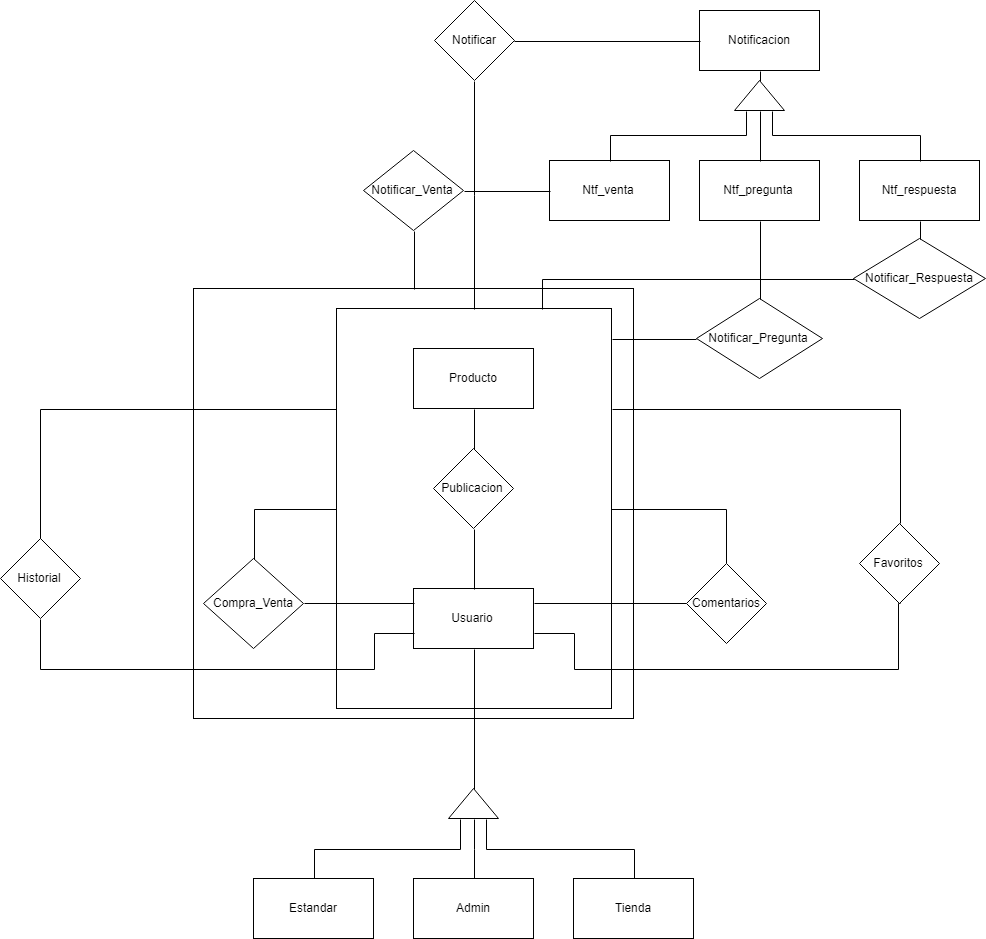 Notificar
Notificacion
Notificar_Venta
Ntf_venta
Ntf_pregunta
Ntf_respuesta
Notificar_Respuesta
Notificar_Pregunta
Producto
Publicacion
Favoritos
Historial
Compra_Venta
Comentarios
Usuario
Estandar
Admin
Tienda